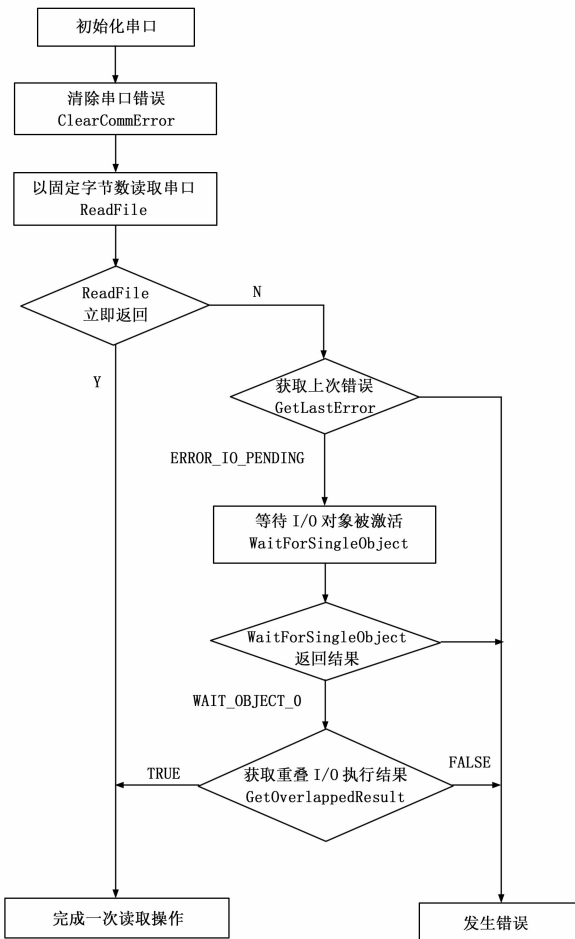 初始化串口
清除串口错误
ClearCommError
以固定字节数读取串口
ReadFile
ReadFile
立即返回
N
Y
获取上次错误
GetLastError
ERROR_IO_PENDING
等待 I/O 对象被激活
WaitForSingleObject
WaitForSingleObject
返回结果
WAIT_OBJECT_0
获取重叠 I/O 执行结果
GetOverlappedResult
TRUE
FALSE
完成一次读取操作
发生错误